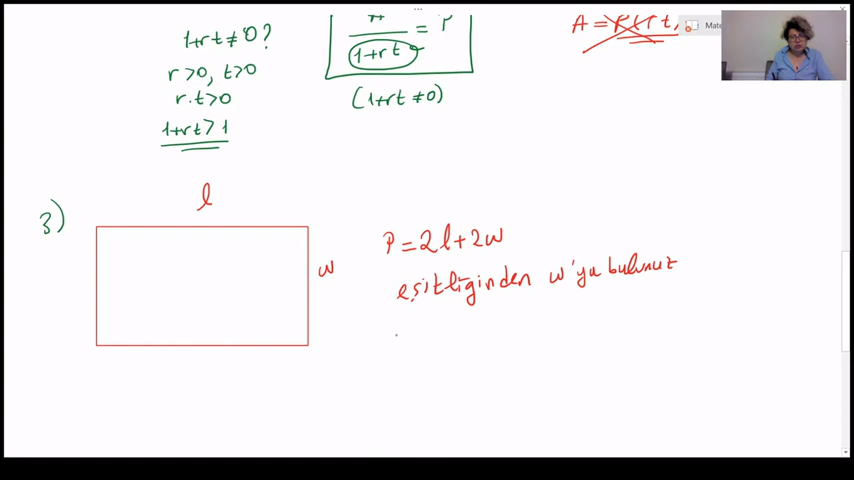 1+rt≠0?
r>0, t>0
r.t>0
1+rt>1
A/(1+rt) = P
(1+rt≠0)
A=
Mate
3)
l
w
P=2l+2w
eşitliğinden w'yu bulunuz